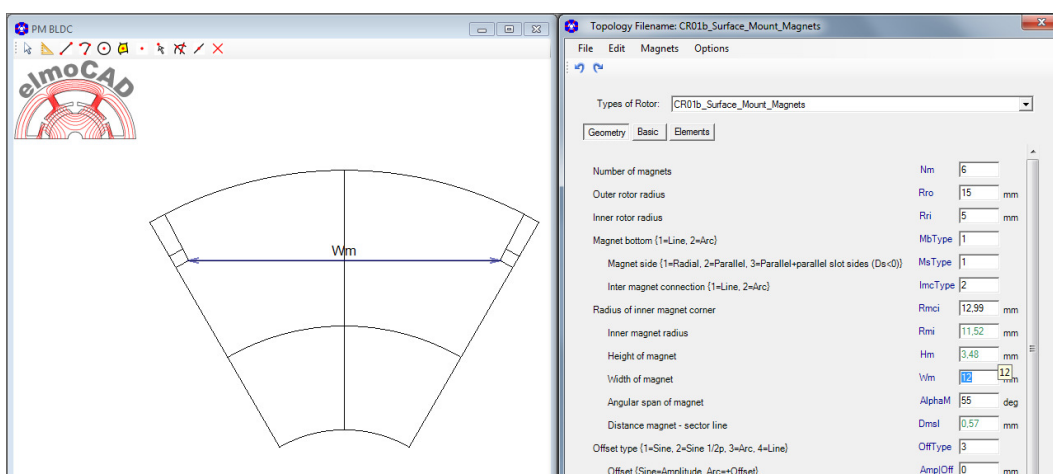 PM BLDC
elmoCAD
Wm
Topology Filename: CR01b_Surface_Mount_Magnets
File Edit Magnets Options
Types of Rotor: CR01b_Surface_Mount_Magnets
Geometry Basic Elements
Number of magnets Nm 6
Outer rotor radius Rro 15 mm
Inner rotor radius Rri 5 mm
Magnet bottom {1=Line, 2=Arc} MbType 1
Magnet side {1=Radial, 2=Parallel, 3=Parallel+parallel slot sides (Ds<0)} MsType 1
Inter magnet connection {1=Line, 2=Arc} ImcType 2
Radius of inner magnet corner Rmci 12,99 mm
Inner magnet radius Rmi 11,52 mm
Height of magnet Hm 3,48 mm
Width of magnet Wm 12 12 mm
Angular span of magnet AlphaM 55 deg
Distance magnet - sector line Dmsl 0,57 mm
Offset type {1=Sine, 2=Sine 1/2p, 3=Arc, 4=Line} OffType 3
Offset {Sine=Amplitude, Arc=+Offset} AmplOff 0 mm